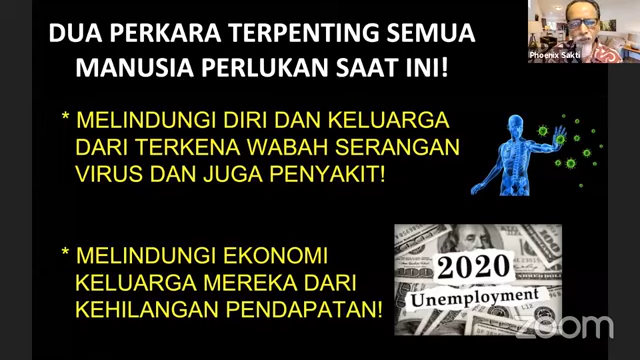 DUA PERKARA TERPENTING SEMUA
MANUSIA PERLUKAN SAAT INI!
Phoenix Sakti
* MELINDUNGI DIRI DAN KELUARGA
DARI TERKENA WABAH SERANGAN
VIRUS DAN JUGA PENYAKIT!
* MELINDUNGI EKONOMI
KELUARGA MEREKA DARI
KEHILANGAN PENDAPATAN!
2020
Unemployment
zoom